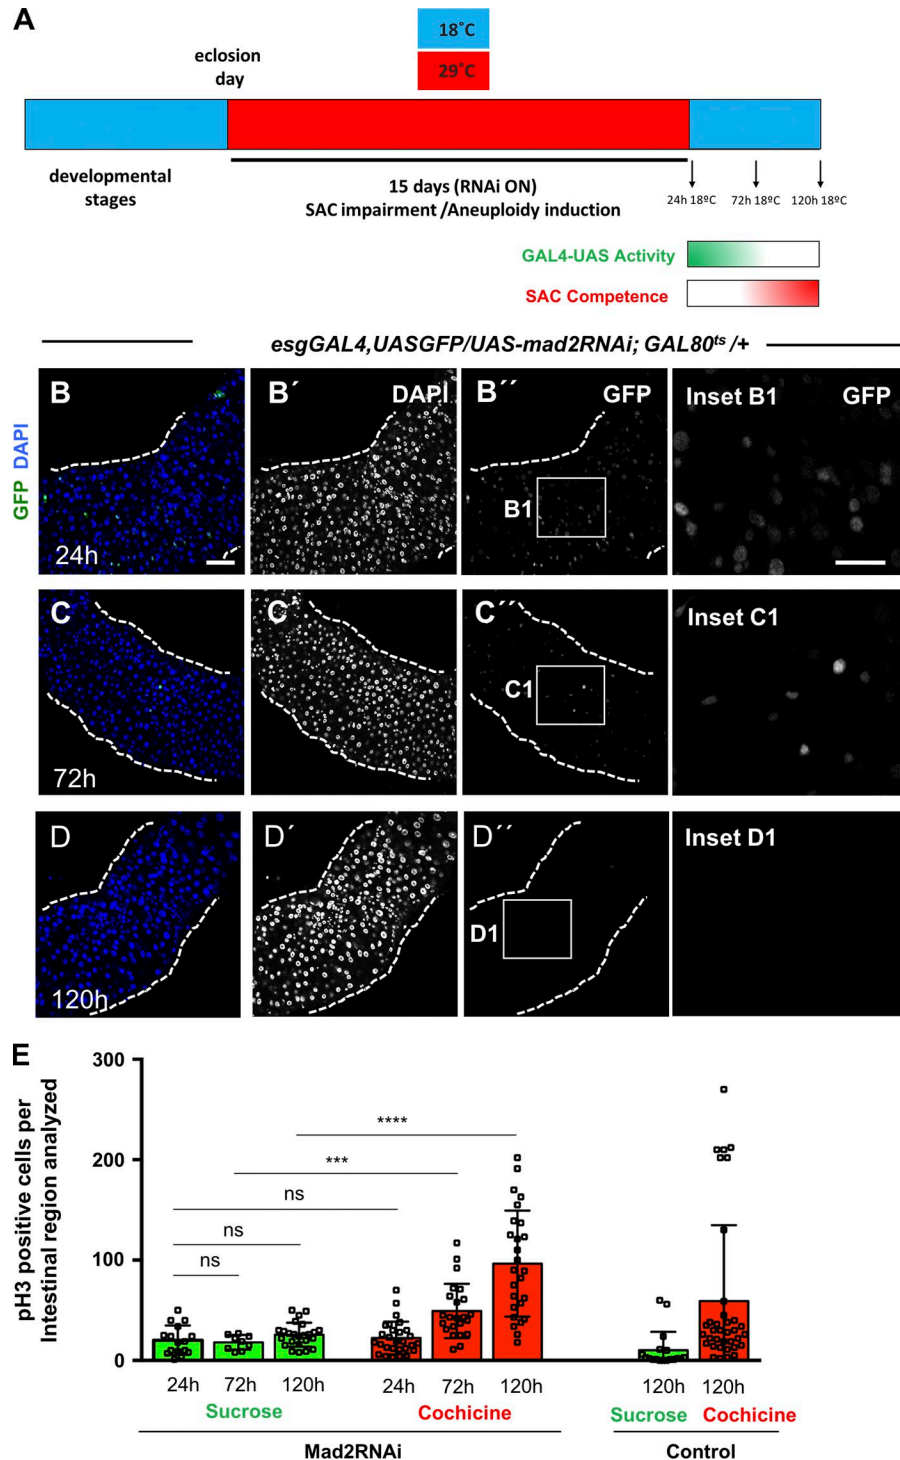 A
18˚C
29˚C
eclosion
day
developmental
stages
15 days (RNAi ON)
SAC impairment /Aneuploidy induction
24h 18ºC 72h 18ºC 120h 18ºC
GAL4-UAS Activity
SAC Competence
esgGAL4,UASGFP/UAS-mad2RNAi; GAL80ts /+
GFP DAPI
B B´ DAPI B´´ GFP Inset B1 GFP
B1
24h
C C´ C´´ Inset C1
C1
72h
D D´ D´´ Inset D1
D1
120h
E
pH3 positive cells per
Intestinal region analyzed
300
200
100
0
****
***
ns
ns
ns
24h 72h 120h 24h 72h 120h 120h 120h
Sucrose Cochicine Sucrose Cochicine
Mad2RNAi Control